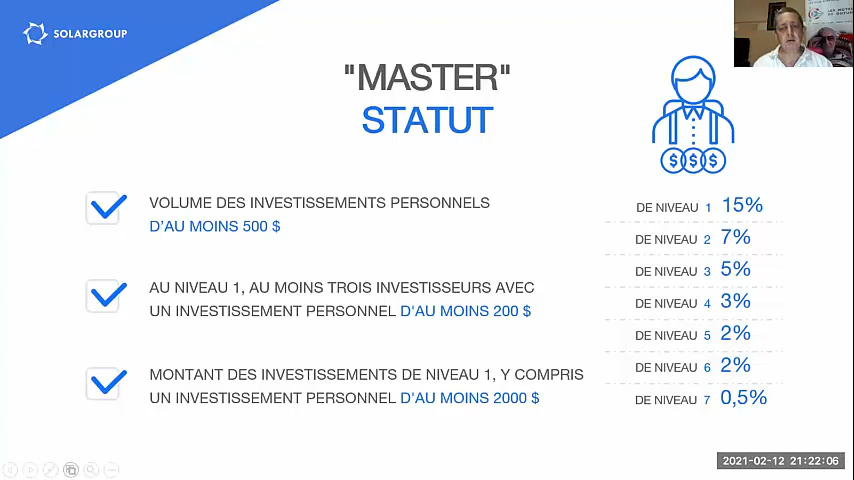 SOLARGROUP
"MASTER"
STATUT
VOLUME DES INVESTISSEMENTS PERSONNELS
D'AU MOINS 500 $
AU NIVEAU 1, AU MOINS TROIS INVESTISSEURS AVEC
UN INVESTISSEMENT PERSONNEL D'AU MOINS 200 $
MONTANT DES INVESTISSEMENTS DE NIVEAU 1, Y COMPRIS
UN INVESTISSEMENT PERSONNEL D'AU MOINS 2000 $
$ $ $
DE NIVEAU 1 15%
DE NIVEAU 2 7%
DE NIVEAU 3 5%
DE NIVEAU 4 3%
DE NIVEAU 5 2%
DE NIVEAU 6 2%
DE NIVEAU 7 0,5%
2021-02-12 21:22:06